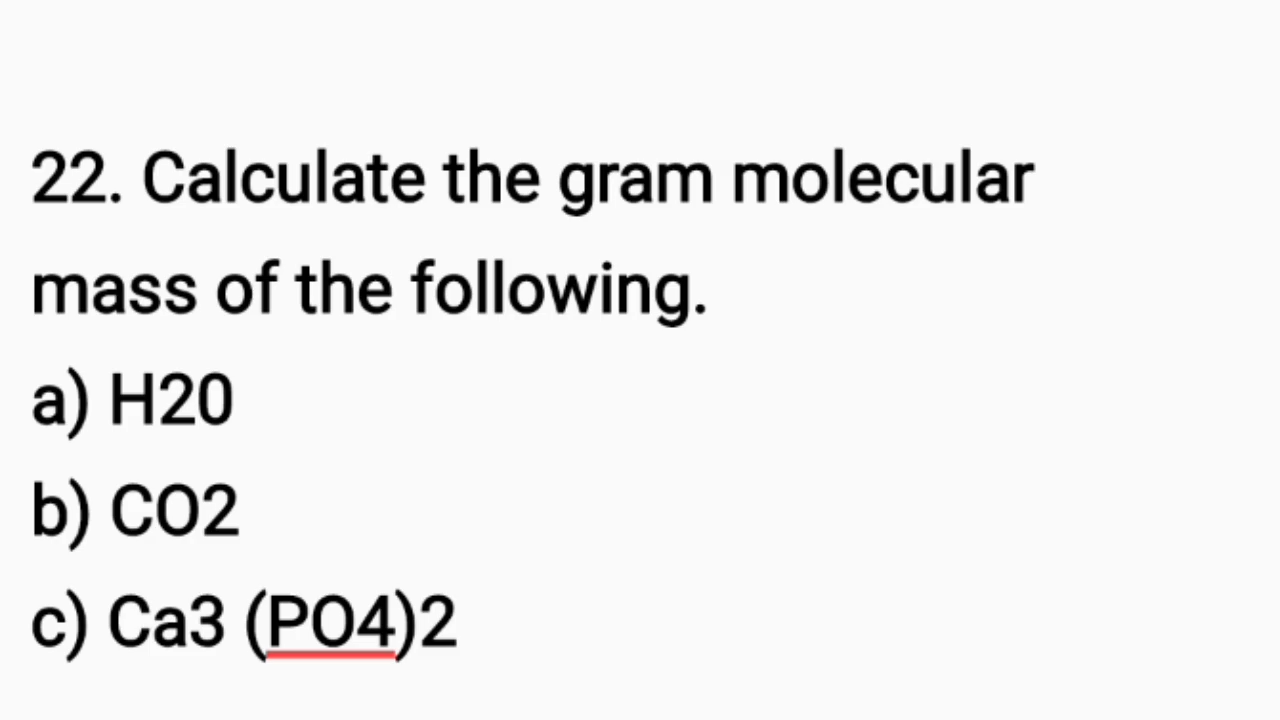 22. Calculate the gram molecular
mass of the following.
a) H20
b) CO2
c) Ca3 (PO4)2